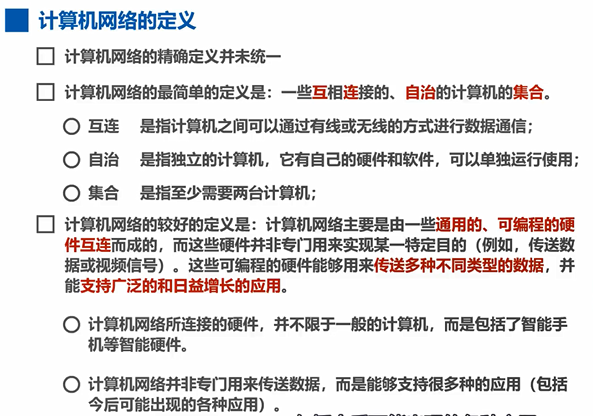 计算机网络的定义
计算机网络的精确定义并未统一
计算机网络的最简单的定义是：一些互相连接的、自治的计算机的集合。
互连 是指计算机之间可以通过有线或无线的方式进行数据通信；
自治 是指独立的计算机，它有自己的硬件和软件，可以单独运行使用；
集合 是指至少需要两台计算机；
计算机网络的较好的定义是：计算机网络主要是由一些通用的、可编程的硬
件互连而成的，而这些硬件并非专门用来实现某一特定目的（例如，传送数
据或视频信号）。这些可编程的硬件能够用来传送多种不同类型的数据，并
能支持广泛的和日益增长的应用。
计算机网络所连接的硬件，并不限于一般的计算机，而是包括了智能手
机等智能硬件。
计算机网络并非专门用来传送数据，而是能够支持很多种的应用（包括
今后可能出现的各种应用）。